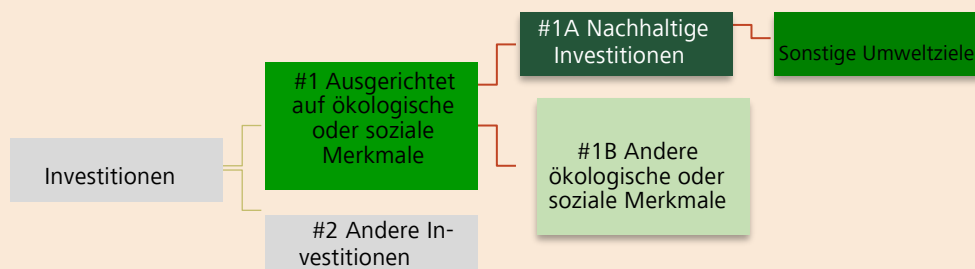 #1A Nachhaltige
Investitionen
Sonstige Umweltziele
#1 Ausgerichtet
auf ökologische
oder soziale
Merkmale
#1B Andere
ökologische oder
soziale Merkmale
Investitionen
#2 Andere In-
vestitionen